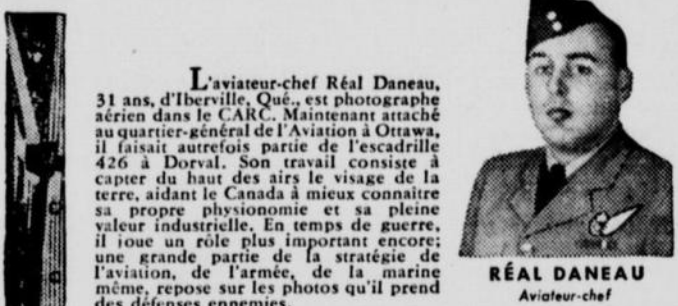 L'aviateur-chef Réal Daneau,
31 ans, d'Iberville, Qué., est photographe
aérien dans le CARC. Maintenant attaché
au quartier-général de l'Aviation à Ottawa,
il faisait autrefois partie de l'escadrille
426 à Dorval. Son travail consiste à
capter du haut des airs le visage de la
terre, aidant le Canada à mieux connaître
sa propre physionomie et sa pleine
valeur industrielle. En temps de guerre,
il joue un rôle plus important encore;
une grande partie de la stratégie de
l'aviation, de l'armée, de la marine
même, repose sur les photos qu'il prend
des défenses ennemies.
RÉAL DANEAU
Aviateur-chef